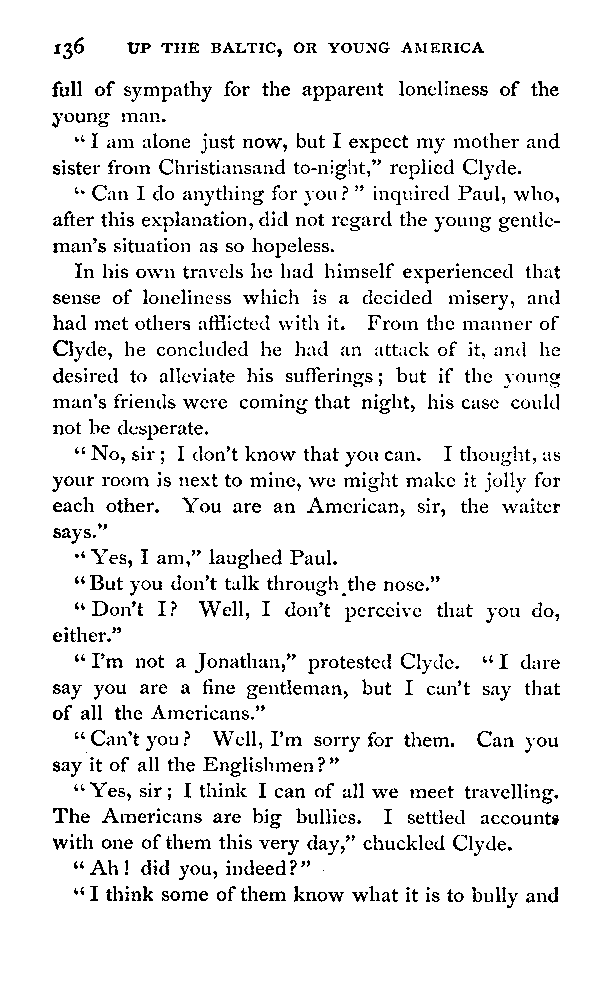 136 UP THE BALTIC, OR YOUNG AMERICA
full of sympathy for the apparent loneliness of the
young man.
"I am alone just now, but I expect my mother and
sister from Christiansand to-night," replied Clyde.
"Can I do anything for you?" inquired Paul, who,
after this explanation, did not regard the young gentle-
man's situation as so hopeless.
In his own travels he had himself experienced that
sense of loneliness which is a decided misery, and
had met others afflicted with it. From the manner of
Clyde, he concluded he had an attack of it, and he
desired to alleviate his sufferings; but if the young
man's friends were coming that night, his case could
not be desperate.
"No, sir; I don't know that you can. I thought, as
your room is next to mine, we might make it jolly for
each other. You are an American, sir, the waiter
says."
"Yes, I am," laughed Paul.
"But you don't talk through the nose."
"Don't I? Well, I don't perceive that you do,
either."
"I'm not a Jonathan," protested Clyde. "I dare
say you are a fine gentleman, but I can't say that
of all the Americans."
"Can't you? Well, I'm sorry for them. Can you
say it of all the Englishmen?"
"Yes, sir; I think I can of all we meet travelling.
The Americans are big bullies. I settled accounts
with one of them this very day," chuckled Clyde.
"Ah! did you, indeed?"
"I think some of them know what it is to bully and